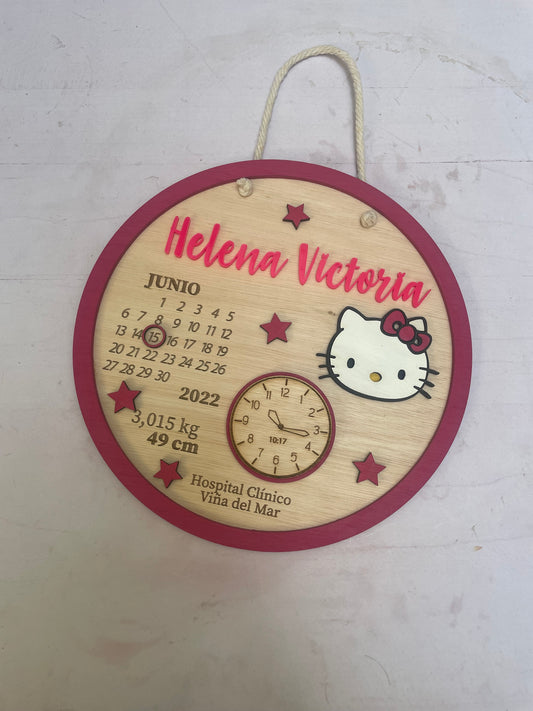 Helena Victoria
JUNIO
1 2 3 4 5
6 7 8 9 10 11 12
13 14 15 16 17 18 19
20 21 22 23 24 25 26
27 28 29 30
2022
3,015 kg
49 cm
12
11 1
10 2
9 3
10:17
8 4
7 5
6
Hospital Clínico
Viña del Mar